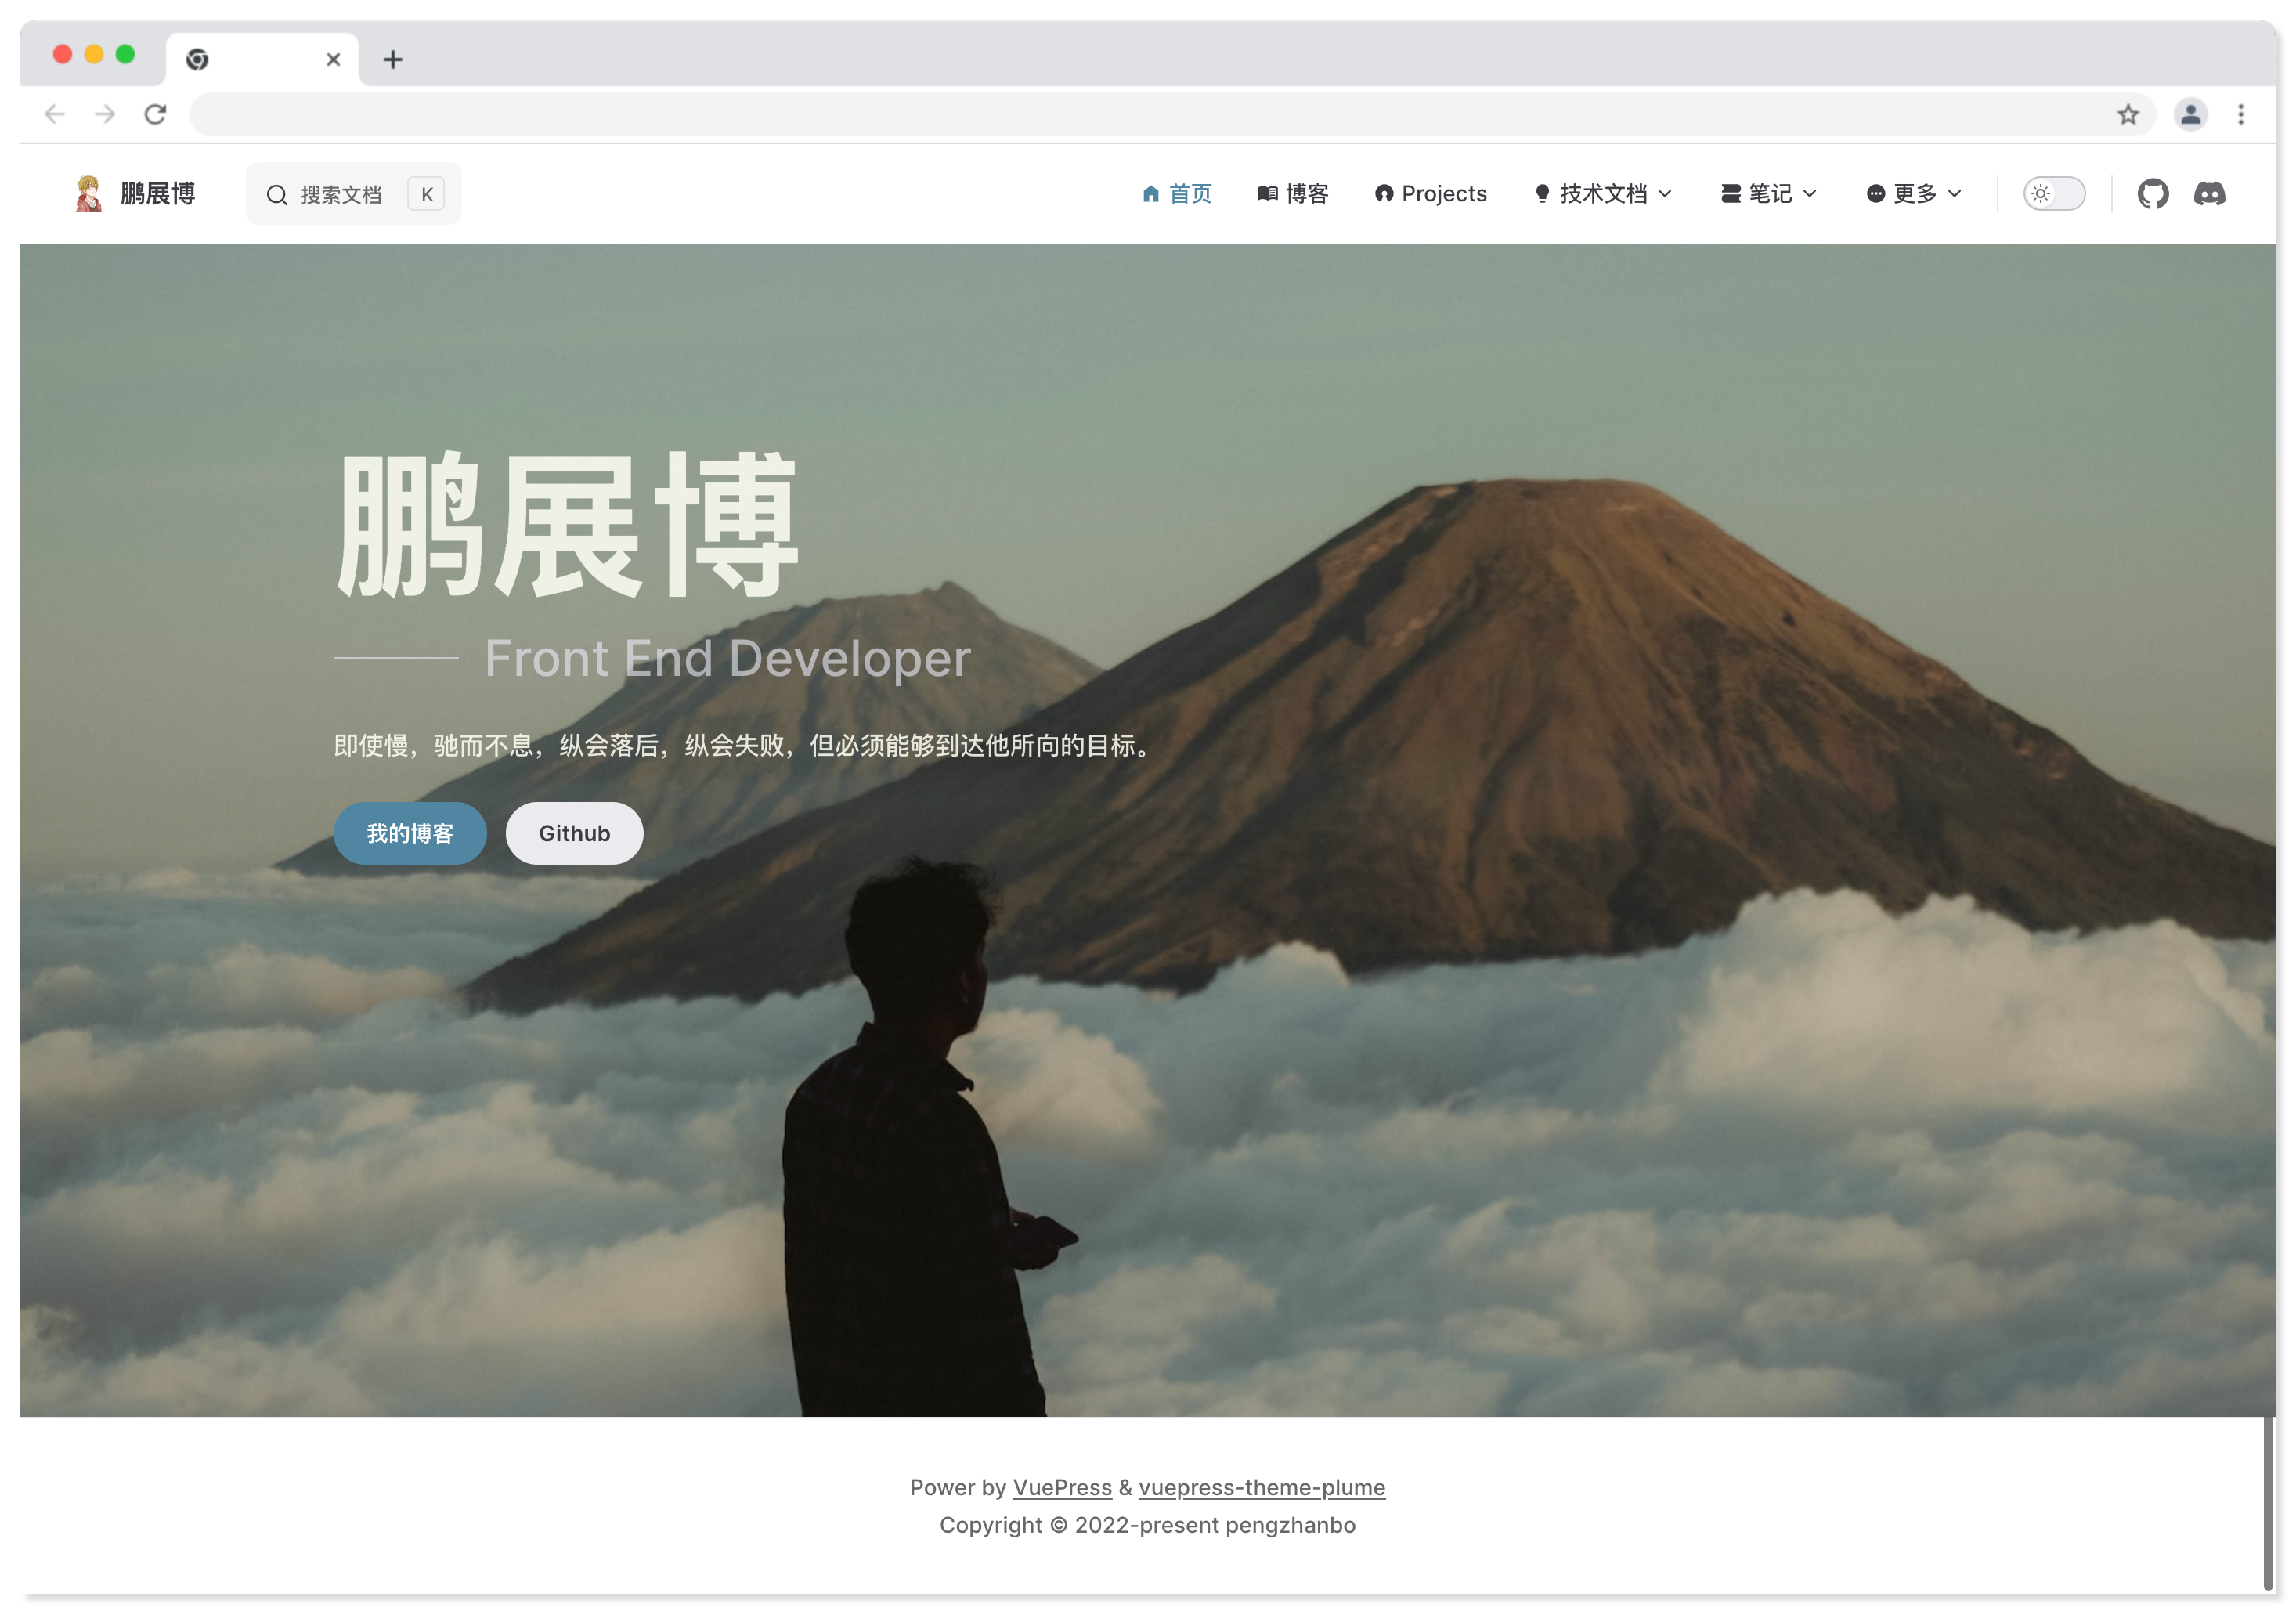 鹏展博
搜索文档 K
首页 博客 Projects 技术文档 笔记 更多
鹏展博
Front End Developer
即使慢，驰而不息，纵会落后，纵会失败，但必须能够到达他所向的目标。
我的博客 Github
Power by VuePress & vuepress-theme-plume
Copyright © 2022-present pengzhanbo